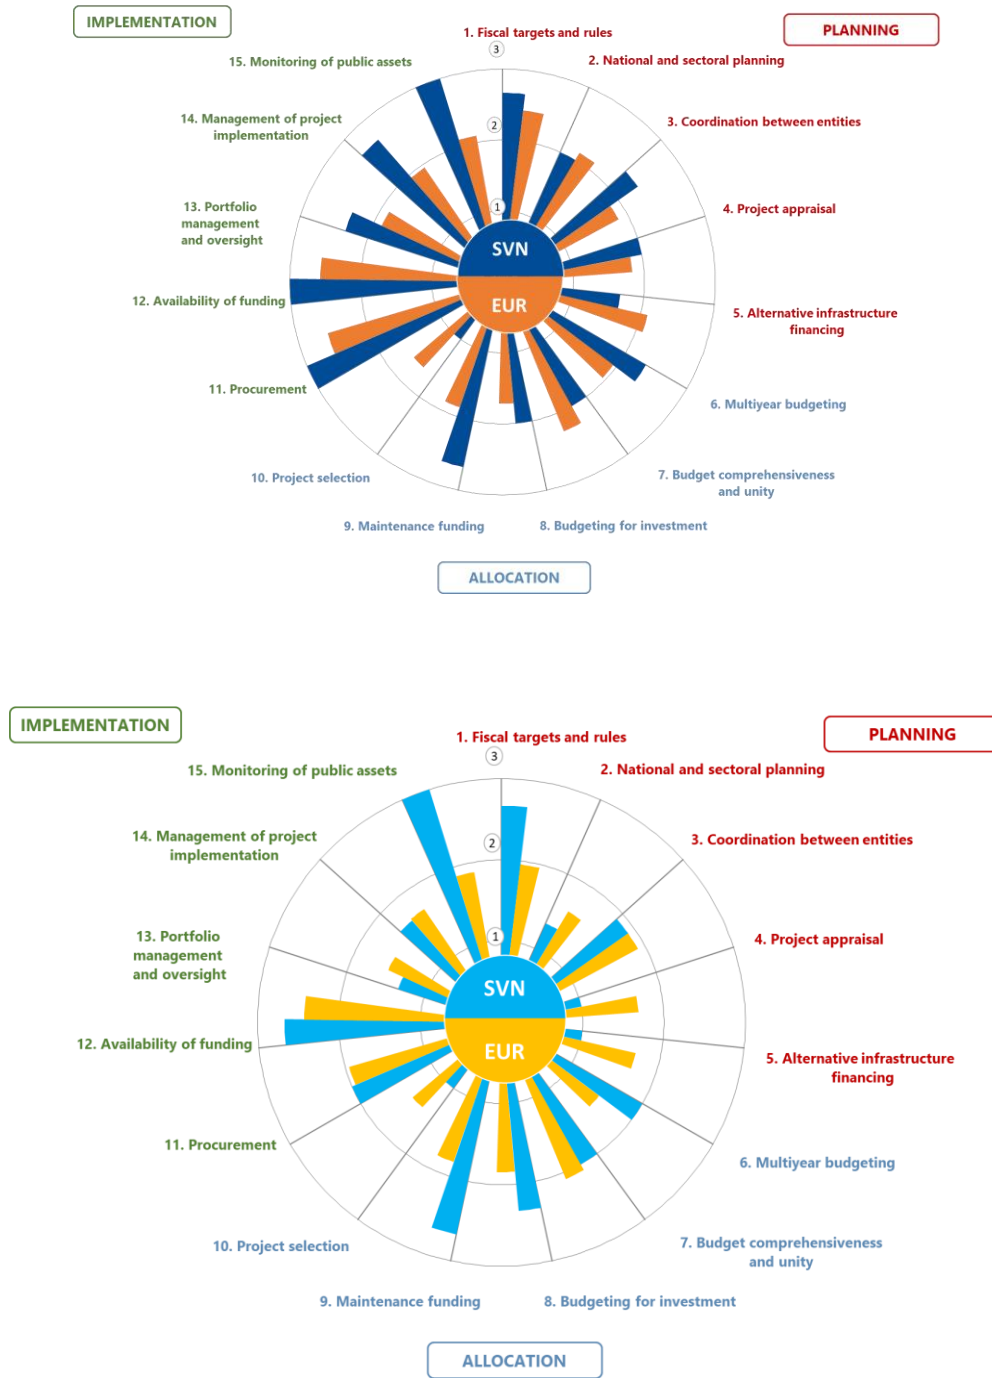 IMPLEMENTATION
PLANNING
1. Fiscal targets and rules
3
2. National and sectoral planning
15. Monitoring of public assets
14. Management of project
implementation
2
3. Coordination between entities
13. Portfolio
management
and oversight
1
4. Project appraisal
SVN
EUR
12. Availability of funding
5. Alternative infrastructure
financing
11. Procurement
6. Multiyear budgeting
10. Project selection
7. Budget comprehensiveness
and unity
9. Maintenance funding
8. Budgeting for investment
ALLOCATION
IMPLEMENTATION
PLANNING
1. Fiscal targets and rules
3
15. Monitoring of public assets
2. National and sectoral planning
14. Management of project
implementation
2
3. Coordination between entities
13. Portfolio
management
and oversight
1
4. Project appraisal
SVN
EUR
12. Availability of funding
5. Alternative infrastructure
financing
11. Procurement
6. Multiyear budgeting
10. Project selection
7. Budget comprehensiveness
and unity
9. Maintenance funding
8. Budgeting for investment
ALLOCATION